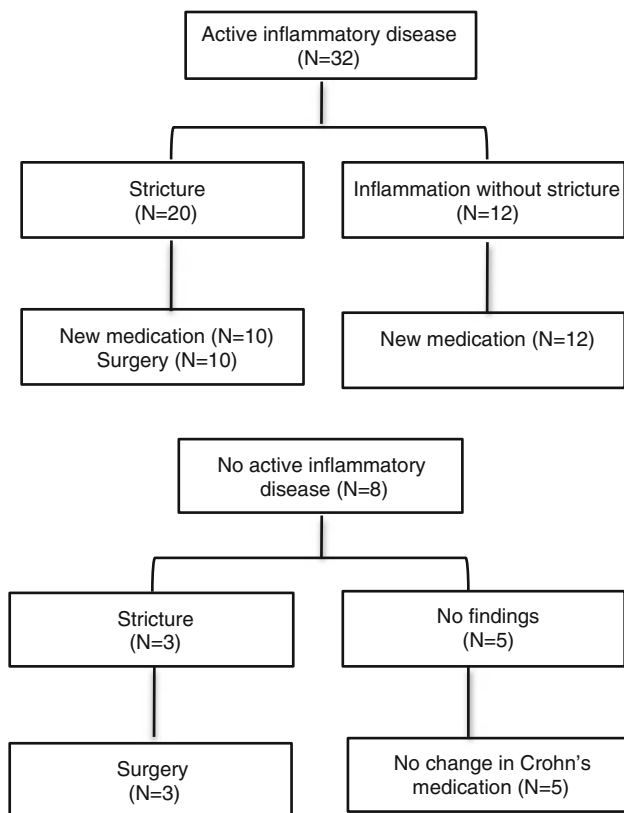 Active inflammatory disease
(N=32)
Stricture
(N=20)
Inflammation without stricture
(N=12)
New medication (N=10)
Surgery (N=10)
New medication (N=12)
No active inflammatory
disease (N=8)
Stricture
(N=3)
No findings
(N=5)
Surgery
(N=3)
No change in Crohn's
medication (N=5)